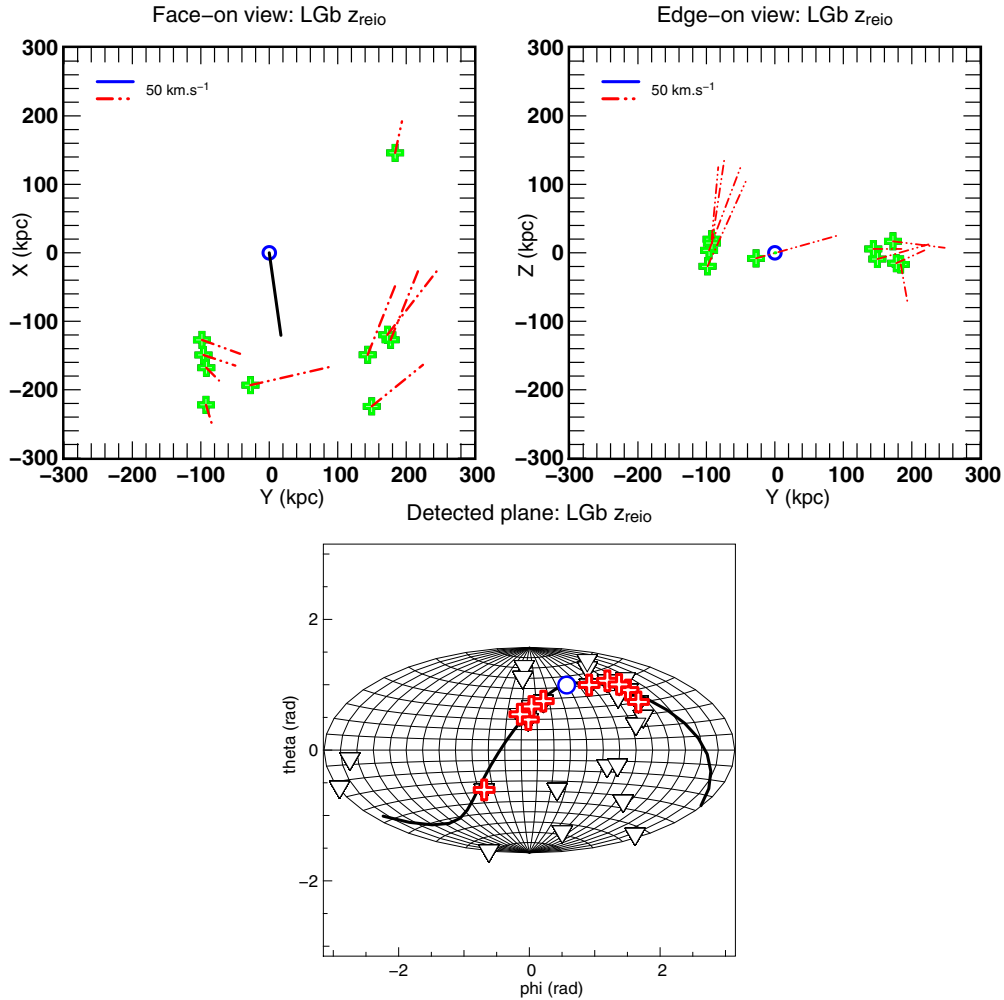 Face−on view: LGb z_reio
300
200
100
0
−100
−200
−300
X (kpc)
50 km.s⁻¹
−300 −200 −100 0 100 200 300
Y (kpc)
Edge−on view: LGb z_reio
300
200
100
0
−100
−200
−300
Z (kpc)
50 km.s⁻¹
−300 −200 −100 0 100 200 300
Y (kpc)
Detected plane: LGb z_reio
2
0
−2
theta (rad)
−2 0 2
phi (rad)